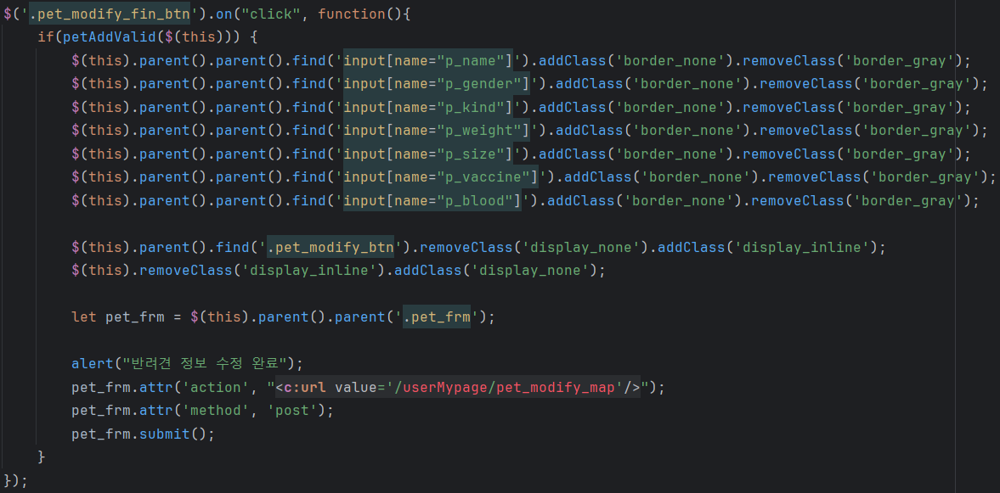 $('.pet_modify_fin_btn').on("click", function(){
if(petAddValid($(this))) {
$(this).parent().parent().find('input[name="p_name"]').addClass('border_none').removeClass('border_gray');
$(this).parent().parent().find('input[name="p_gender"]').addClass('border_none').removeClass('border_gray');
$(this).parent().parent().find('input[name="p_kind"]').addClass('border_none').removeClass('border_gray');
$(this).parent().parent().find('input[name="p_weight"]').addClass('border_none').removeClass('border_gray');
$(this).parent().parent().find('input[name="p_size"]').addClass('border_none').removeClass('border_gray');
$(this).parent().parent().find('input[name="p_vaccine"]').addClass('border_none').removeClass('border_gray');
$(this).parent().parent().find('input[name="p_blood"]').addClass('border_none').removeClass('border_gray');
$(this).parent().find('.pet_modify_btn').removeClass('display_none').addClass('display_inline');
$(this).removeClass('display_inline').addClass('display_none');
let pet_frm = $(this).parent().parent('.pet_frm');
alert("반려견 정보 수정 완료");
pet_frm.attr('action', "<c:url value='/userMypage/pet_modify_map'/>");
pet_frm.attr('method', 'post');
pet_frm.submit();
}
});